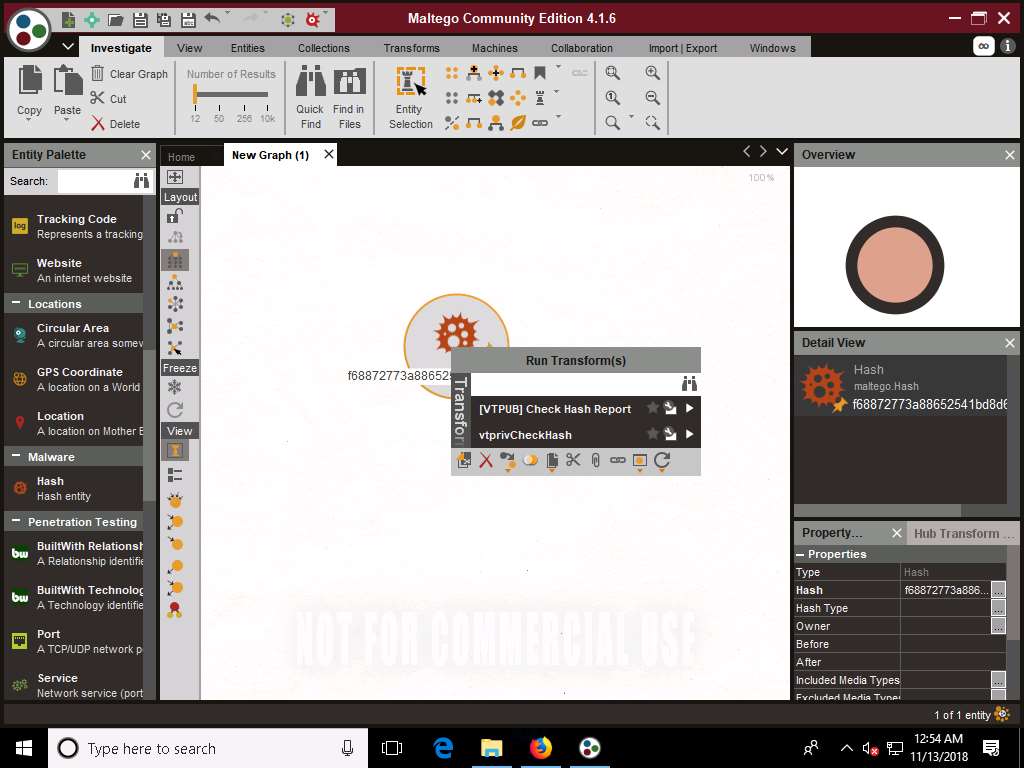 Maltego Community Edition 4.1.6
Investigate
View
Entities
Collections
Transforms
Machines
Collaboration
Import | Export
Windows
Copy
Paste
Clear Graph
Cut
Delete
Number of Results
12 50 256 10k
Quick Find
Find in Files
Entity Selection
Entity Palette
Search:
log
Tracking Code
Represents a tracking
Website
An internet website
Locations
Circular Area
A circular area somew
GPS Coordinate
A location on a World
Location
A location on Mother E
Malware
Hash
Hash entity
Penetration Testing
bw
BuiltWith Relationsh
A Relationship identifie
bw
BuiltWith Technolog
A Technology identifie
Port
A TCP/UDP network p
Service
Network service (port
Home
New Graph (1)
Layout
Freeze
View
100%
f68872773a88652
Run Transform(s)
Transfor
[VTPUB] Check Hash Report
vtprivCheckHash
NOT FOR COMMERCIAL USE
Overview
Detail View
Hash
maltego.Hash
f68872773a88652541bd8d6
Property...
Hub Transform ...
Properties
Type Hash
Hash f68872773a886... ...
Hash Type ...
Owner ...
Before
After
Included Media Types ...
Excluded Media Types
1 of 1 entity
Type here to search
12:54 AM
11/13/2018